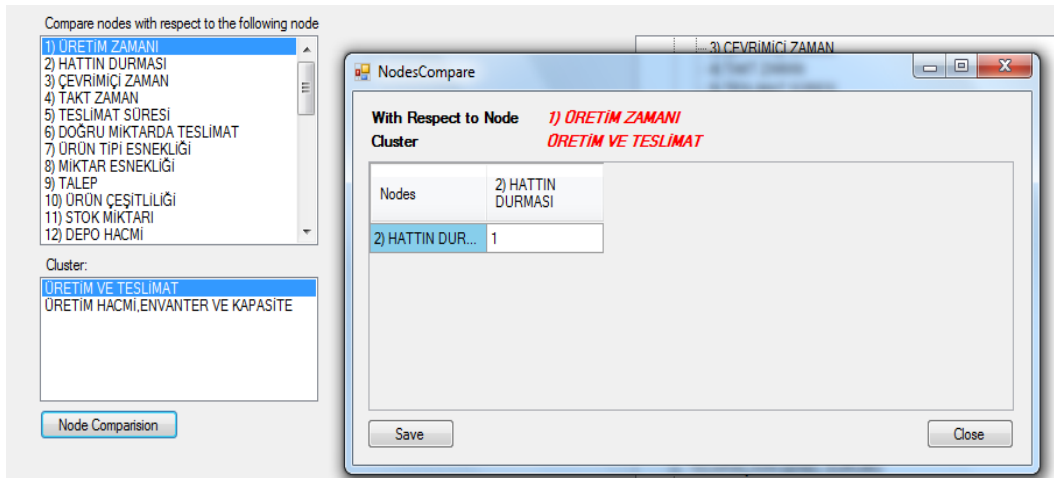 Compare nodes with respect to the following node
1) ÜRETİM ZAMANI
2) HATTIN DURMASI
3) ÇEVRİMİÇİ ZAMAN
4) TAKT ZAMAN
5) TESLİMAT SÜRESİ
6) DOĞRU MİKTARDA TESLİMAT
7) ÜRÜN TİPİ ESNEKLİĞİ
8) MİKTAR ESNEKLİĞİ
9) TALEP
10) ÜRÜN ÇEŞİTLİLİĞİ
11) STOK MİKTARI
12) DEPO HACMİ
Cluster:
ÜRETİM VE TESLİMAT
ÜRETİM HACMİ,ENVANTER VE KAPASİTE
Node Comparision
3) ÇEVRİMİÇİ ZAMAN
NodesCompare
With Respect to Node 1) ÜRETİM ZAMANI
Cluster ÜRETİM VE TESLİMAT
Nodes
2) HATTIN
DURMASI
2) HATTIN DUR... 1
Save
Close